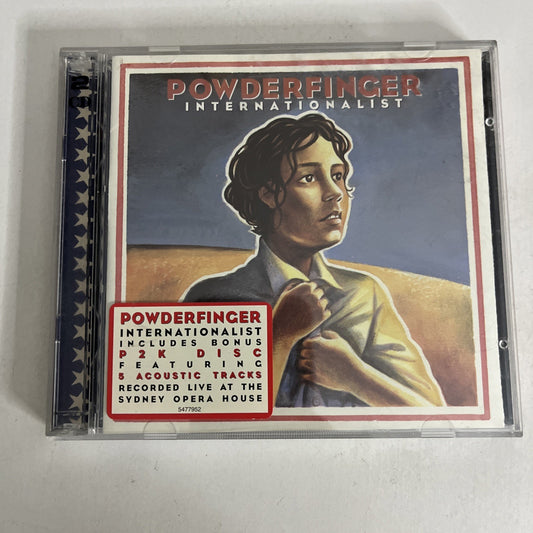 POWDERFINGER
INTERNATIONALIST
POWDERFINGER
INTERNATIONALIST
INCLUDES BONUS
P2K DISC
FEATURING
5 ACOUSTIC TRACKS
RECORDED LIVE AT THE
SYDNEY OPERA HOUSE
5477952